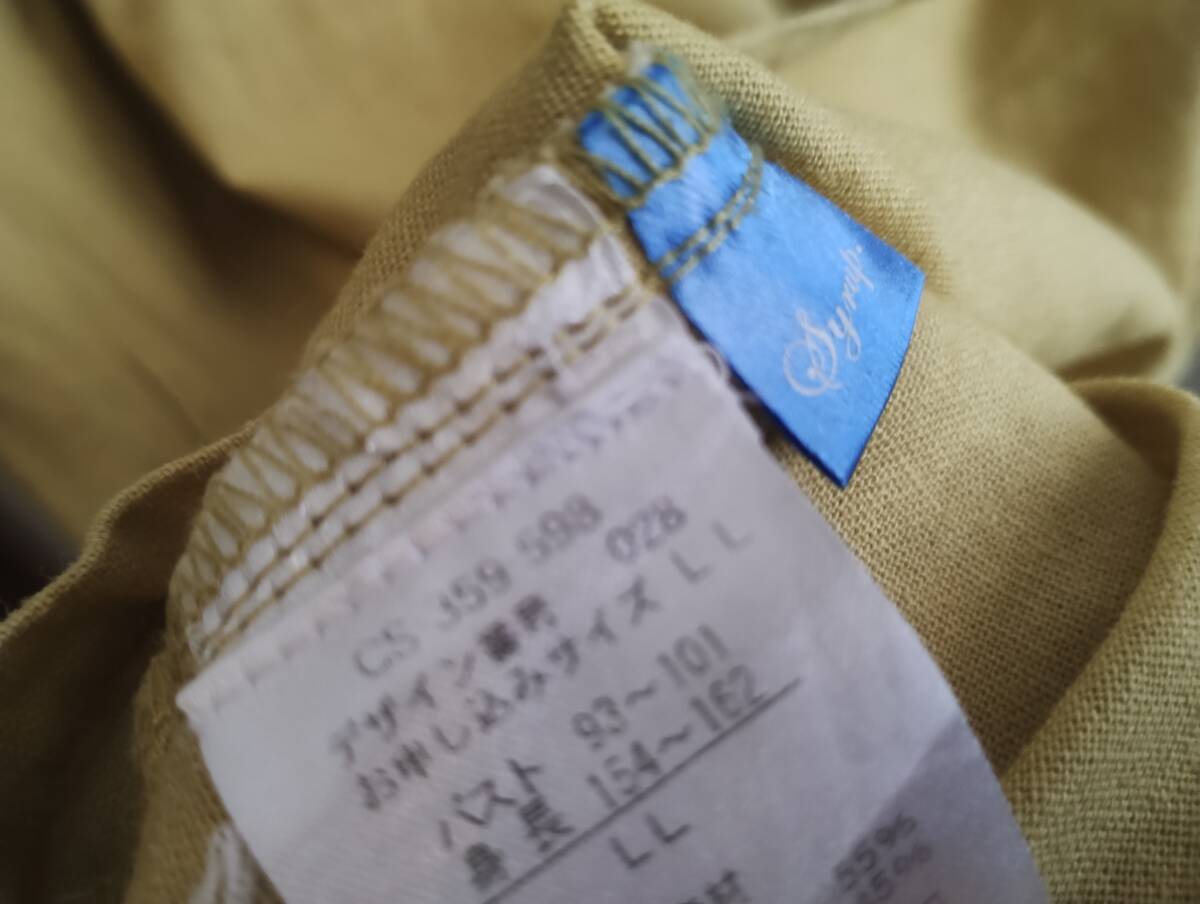 Syrup.
CS J59 598
デザイン番号 028
お申し込みサイズ LL
バスト 93～101
身長 154～162
LL